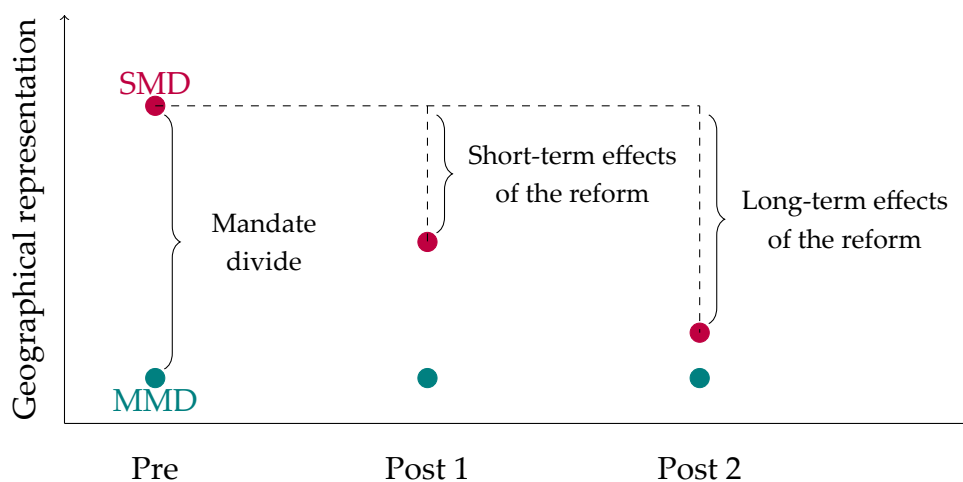 Geographical representation
SMD
Short-term effects
of the reform
Long-term effects
of the reform
Mandate
divide
MMD
Pre
Post 1
Post 2